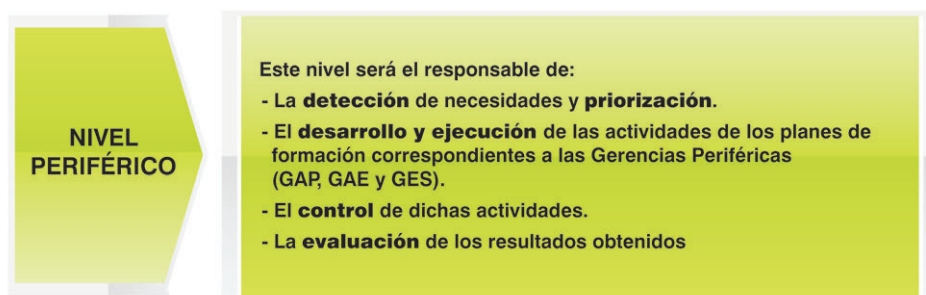 NIVEL
PERIFÉRICO
Este nivel será el responsable de:
- La detección de necesidades y priorización.
- El desarrollo y ejecución de las actividades de los planes de
formación correspondientes a las Gerencias Periféricas
(GAP, GAE y GES).
- El control de dichas actividades.
- La evaluación de los resultados obtenidos